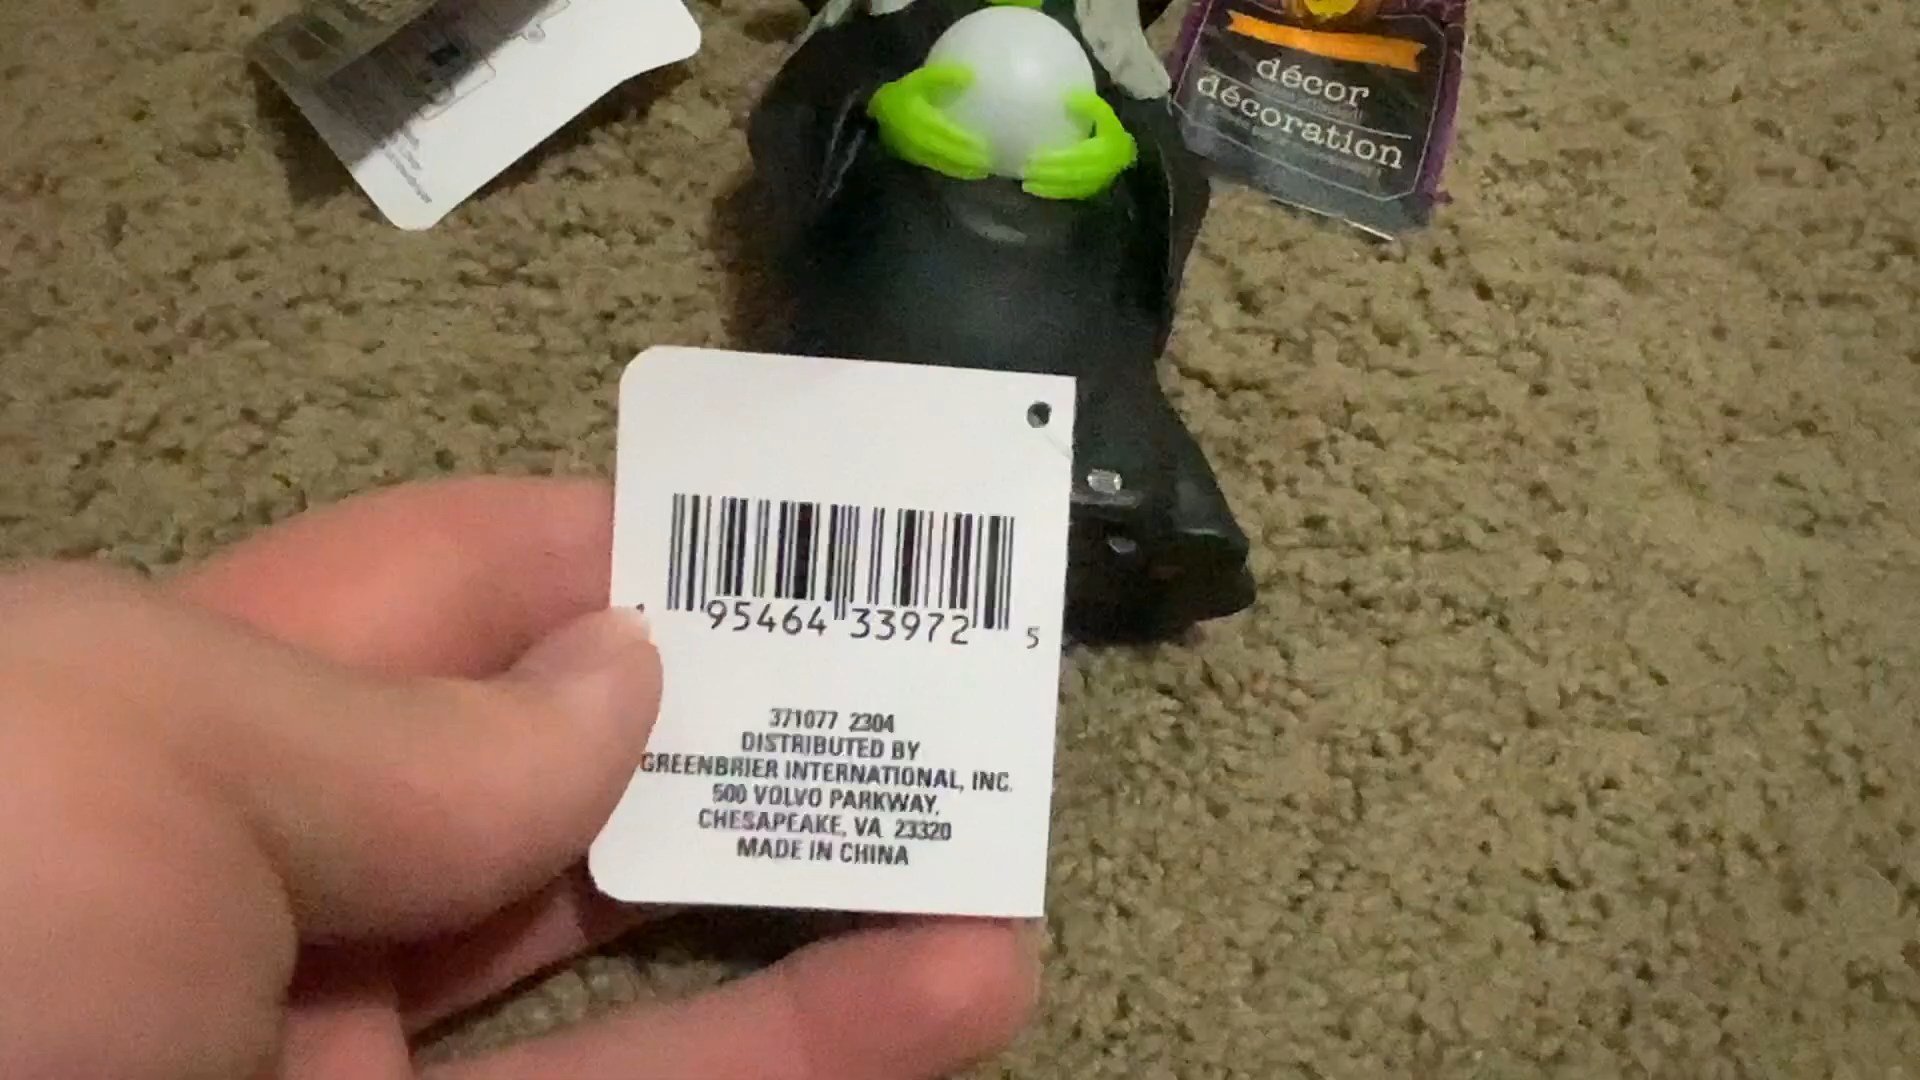 décor
décoration
95464 33972 5
371077 2304
DISTRIBUTED BY
GREENBRIER INTERNATIONAL, INC.
500 VOLVO PARKWAY,
CHESAPEAKE, VA 23320
MADE IN CHINA